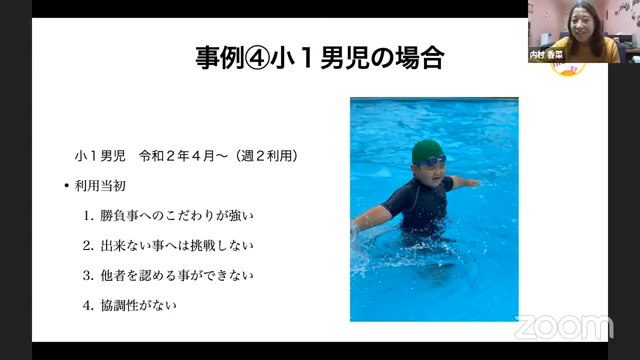 内村 香菜
事例④小１男児の場合
小１男児　令和２年４月〜（週２利用）
• 利用当初
1. 勝負事へのこだわりが強い
2. 出来ない事へは挑戦しない
3. 他者を認める事ができない
4. 協調性がない
zoom